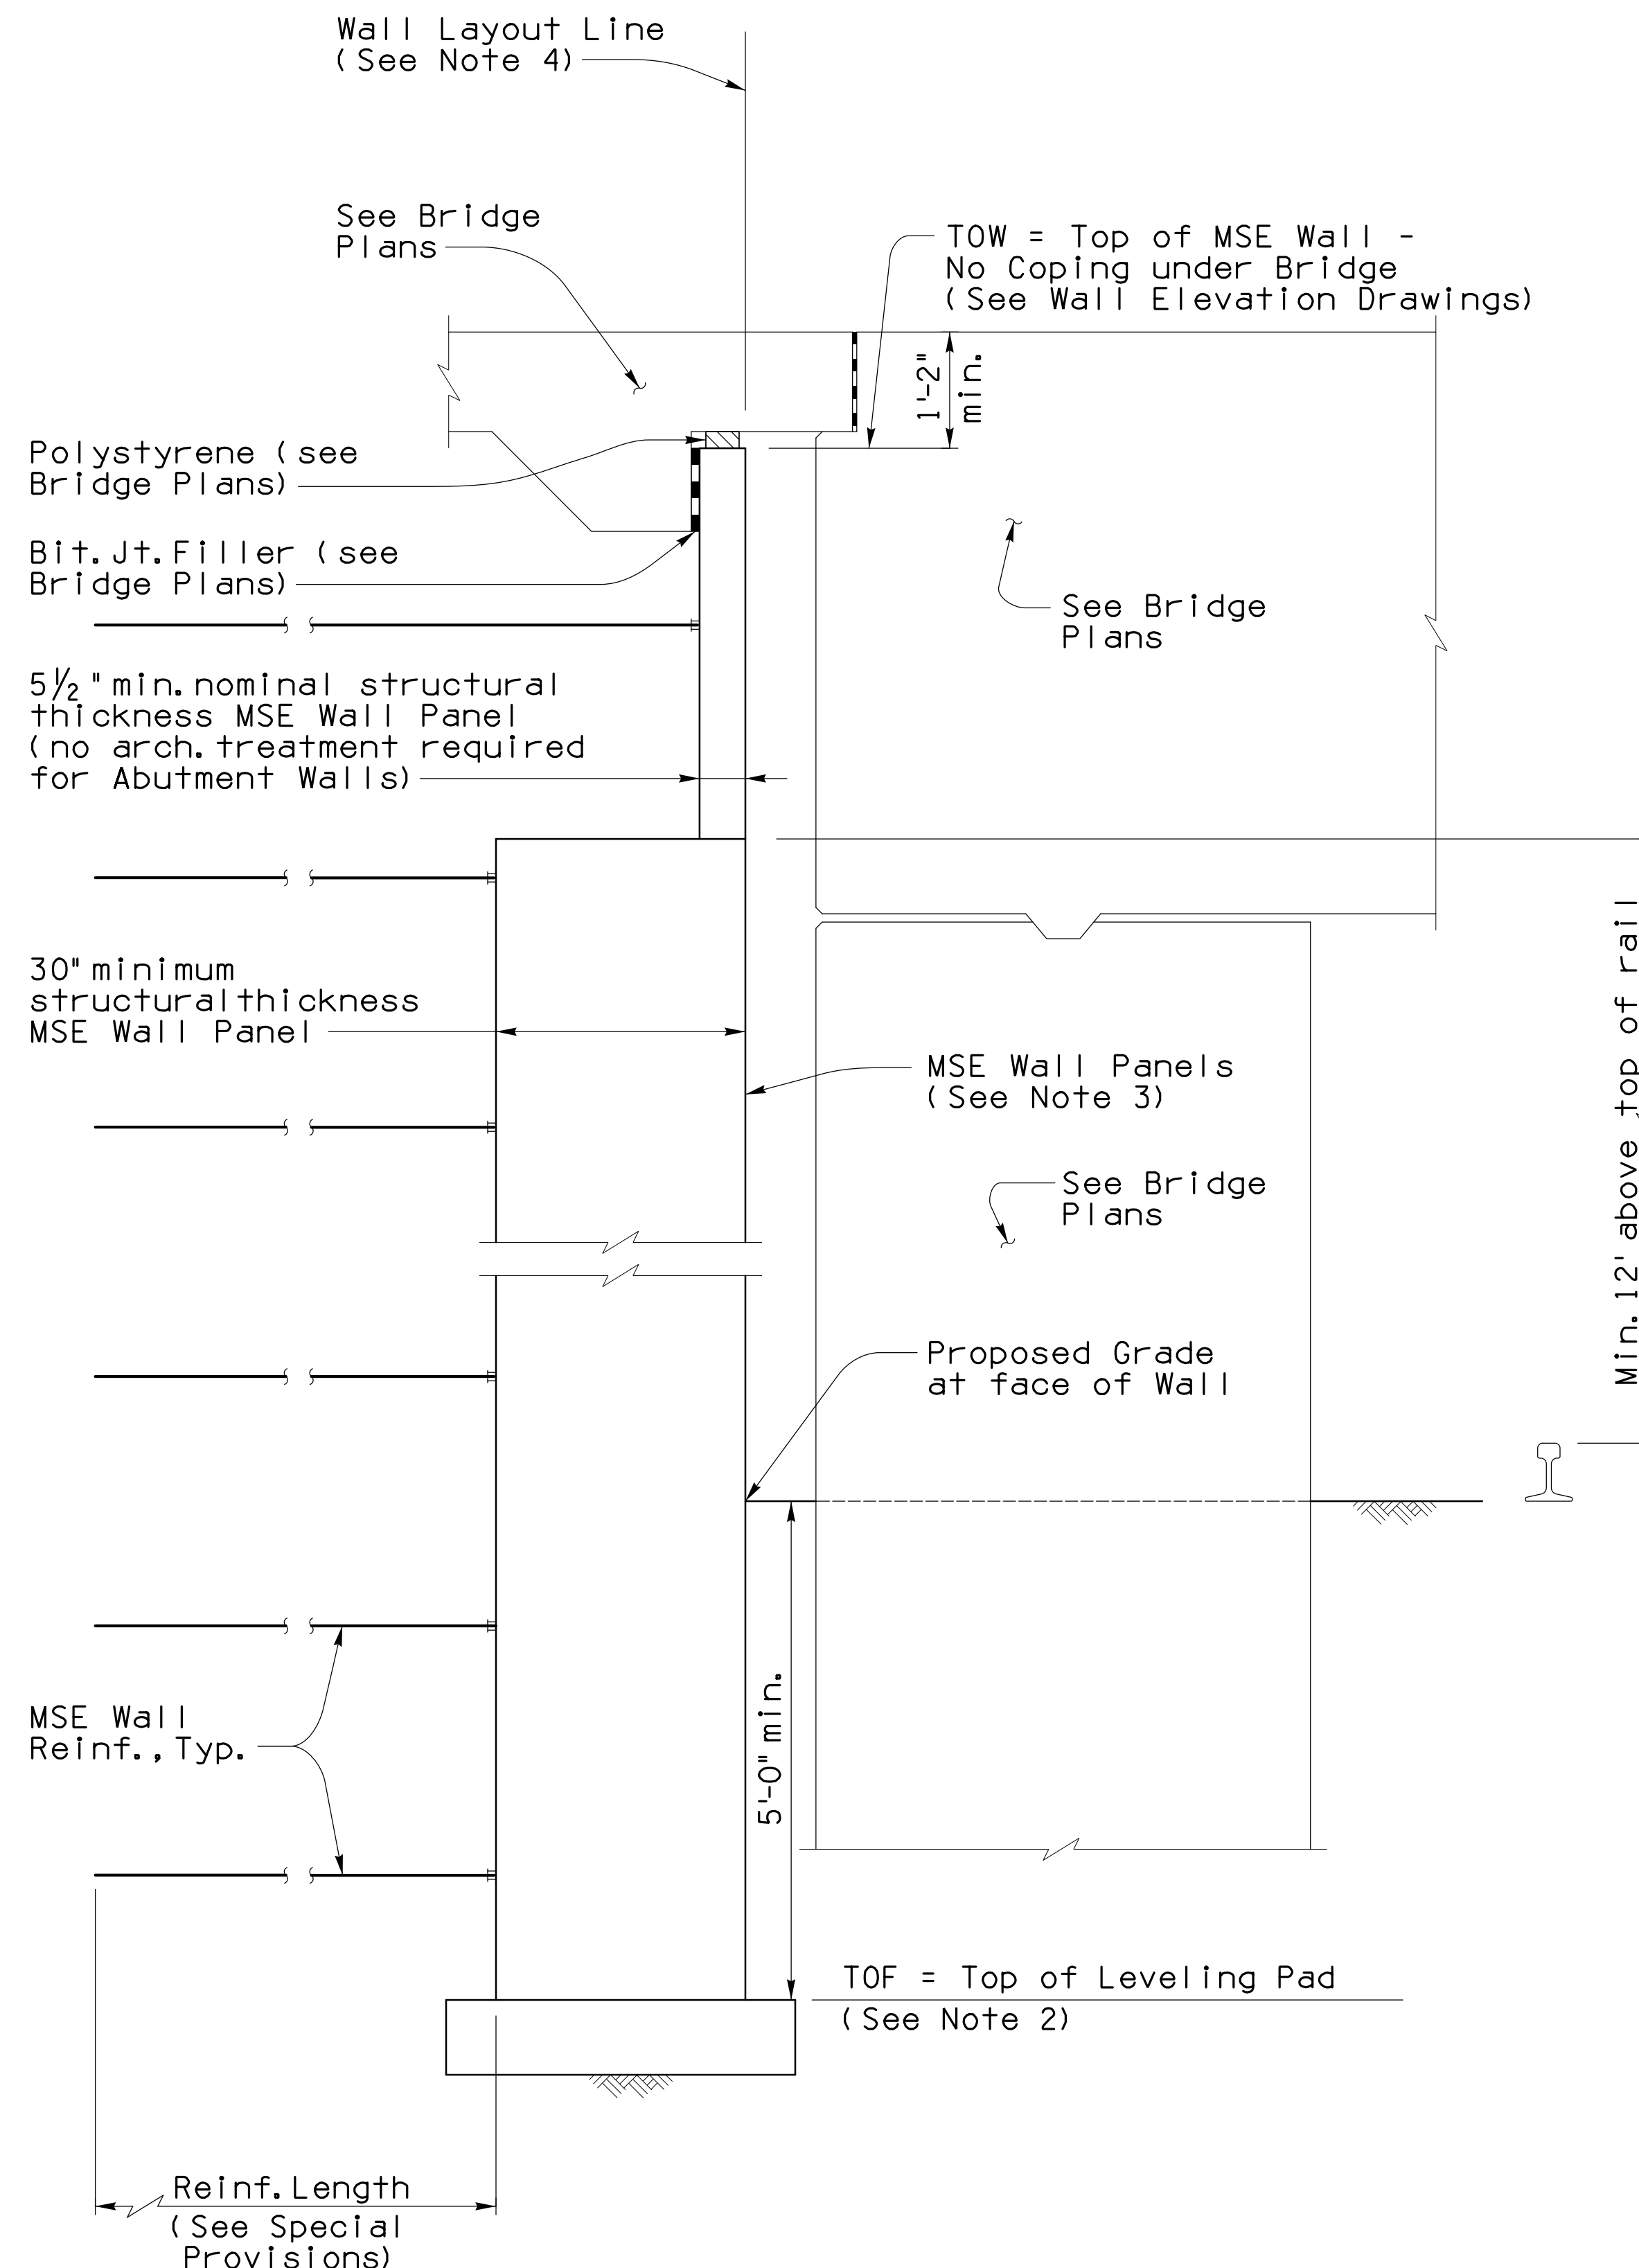 Wall Layout Line
(See Note 4)
See Bridge
Plans
TOW = Top of MSE Wall -
No Coping under Bridge
(See Wall Elevation Drawings)
1'-2"
min.
Polystyrene (see
Bridge Plans)
Bit. Jt. Filler (see
Bridge Plans)
See Bridge
Plans
5 1/2" min. nominal structural
thickness MSE Wall Panel
(no arch. treatment required
for Abutment Walls)
30" minimum
structural thickness
MSE Wall Panel
Min. 12' above top of rail
MSE Wall Panels
(See Note 3)
See Bridge
Plans
Proposed Grade
at face of Wall
MSE Wall
Reinf., Typ.
5'-0" min.
TOF = Top of Leveling Pad
(See Note 2)
Reinf. Length
(See Special
Provisions)